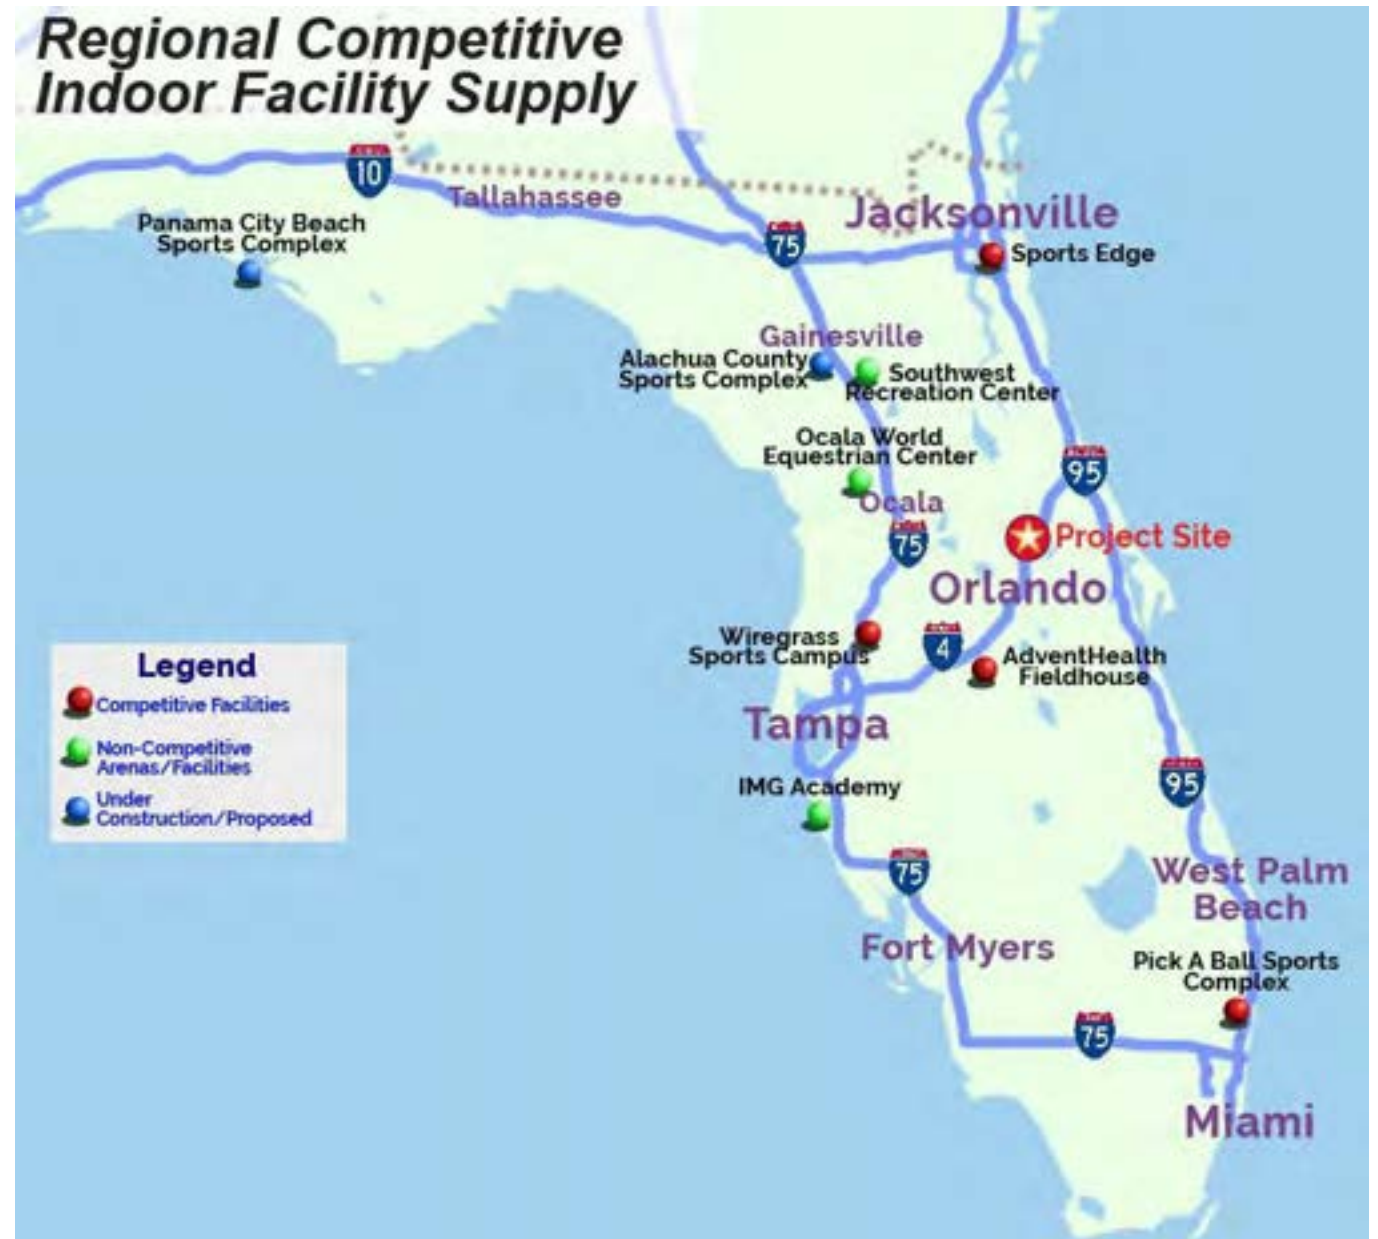 Regional Competitive
Indoor Facility Supply
10
Tallahassee
Panama City Beach
Sports Complex
75
Jacksonville
Sports Edge
Gainesville
Alachua County
Sports Complex
Southwest
Recreation Center
Ocala World
Equestrian Center
95
Ocala
75
Project Site
Orlando
Wiregrass
Sports Campus
4
AdventHealth
Fieldhouse
Legend
Competitive Facilities
Non-Competitive
Arenas/Facilities
Under
Construction/Proposed
Tampa
IMG Academy
95
75
West Palm
Beach
Fort Myers
Pick A Ball Sports
Complex
75
Miami